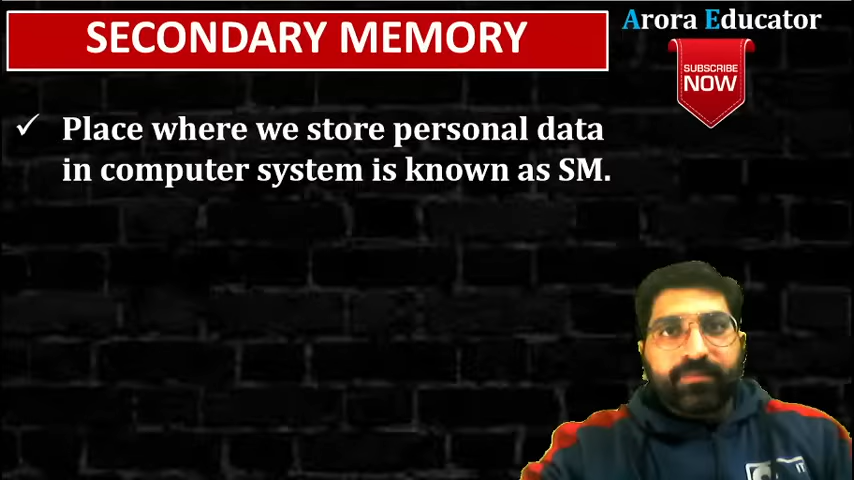 SECONDARY MEMORY
Arora Educator
SUBSCRIBE
NOW
✓ Place where we store personal data
in computer system is known as SM.